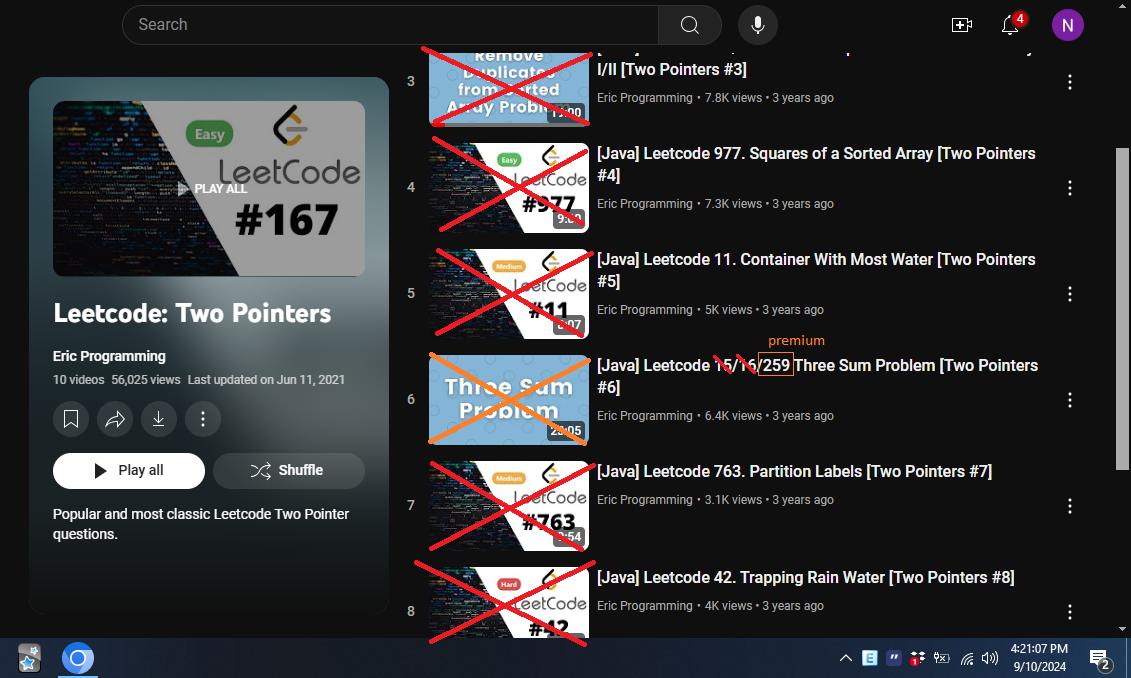 Search
4
N
Easy
LeetCode
PLAY ALL
#167
Leetcode: Two Pointers
Eric Programming
10 videos 56,025 views Last updated on Jun 11, 2021
Play all
Shuffle
Popular and most classic Leetcode Two Pointer
questions.
3
Remove
Duplicates
from Sorted
Array Problem
I/II [Two Pointers #3]
Eric Programming • 7.8K views • 3 years ago
4
Easy
LeetCode
#977
[Java] Leetcode 977. Squares of a Sorted Array [Two Pointers
#4]
Eric Programming • 7.3K views • 3 years ago
5
Medium
LeetCode
#11
[Java] Leetcode 11. Container With Most Water [Two Pointers
#5]
Eric Programming • 5K views • 3 years ago
premium
6
Three Sum
Problem
23:05
[Java] Leetcode 15/16/259 Three Sum Problem [Two Pointers
#6]
Eric Programming • 6.4K views • 3 years ago
7
Medium
LeetCode
#763
9:54
[Java] Leetcode 763. Partition Labels [Two Pointers #7]
Eric Programming • 3.1K views • 3 years ago
8
Hard
LeetCode
#42
[Java] Leetcode 42. Trapping Rain Water [Two Pointers #8]
Eric Programming • 4K views • 3 years ago
E
1
4:21:07 PM
9/10/2024
2